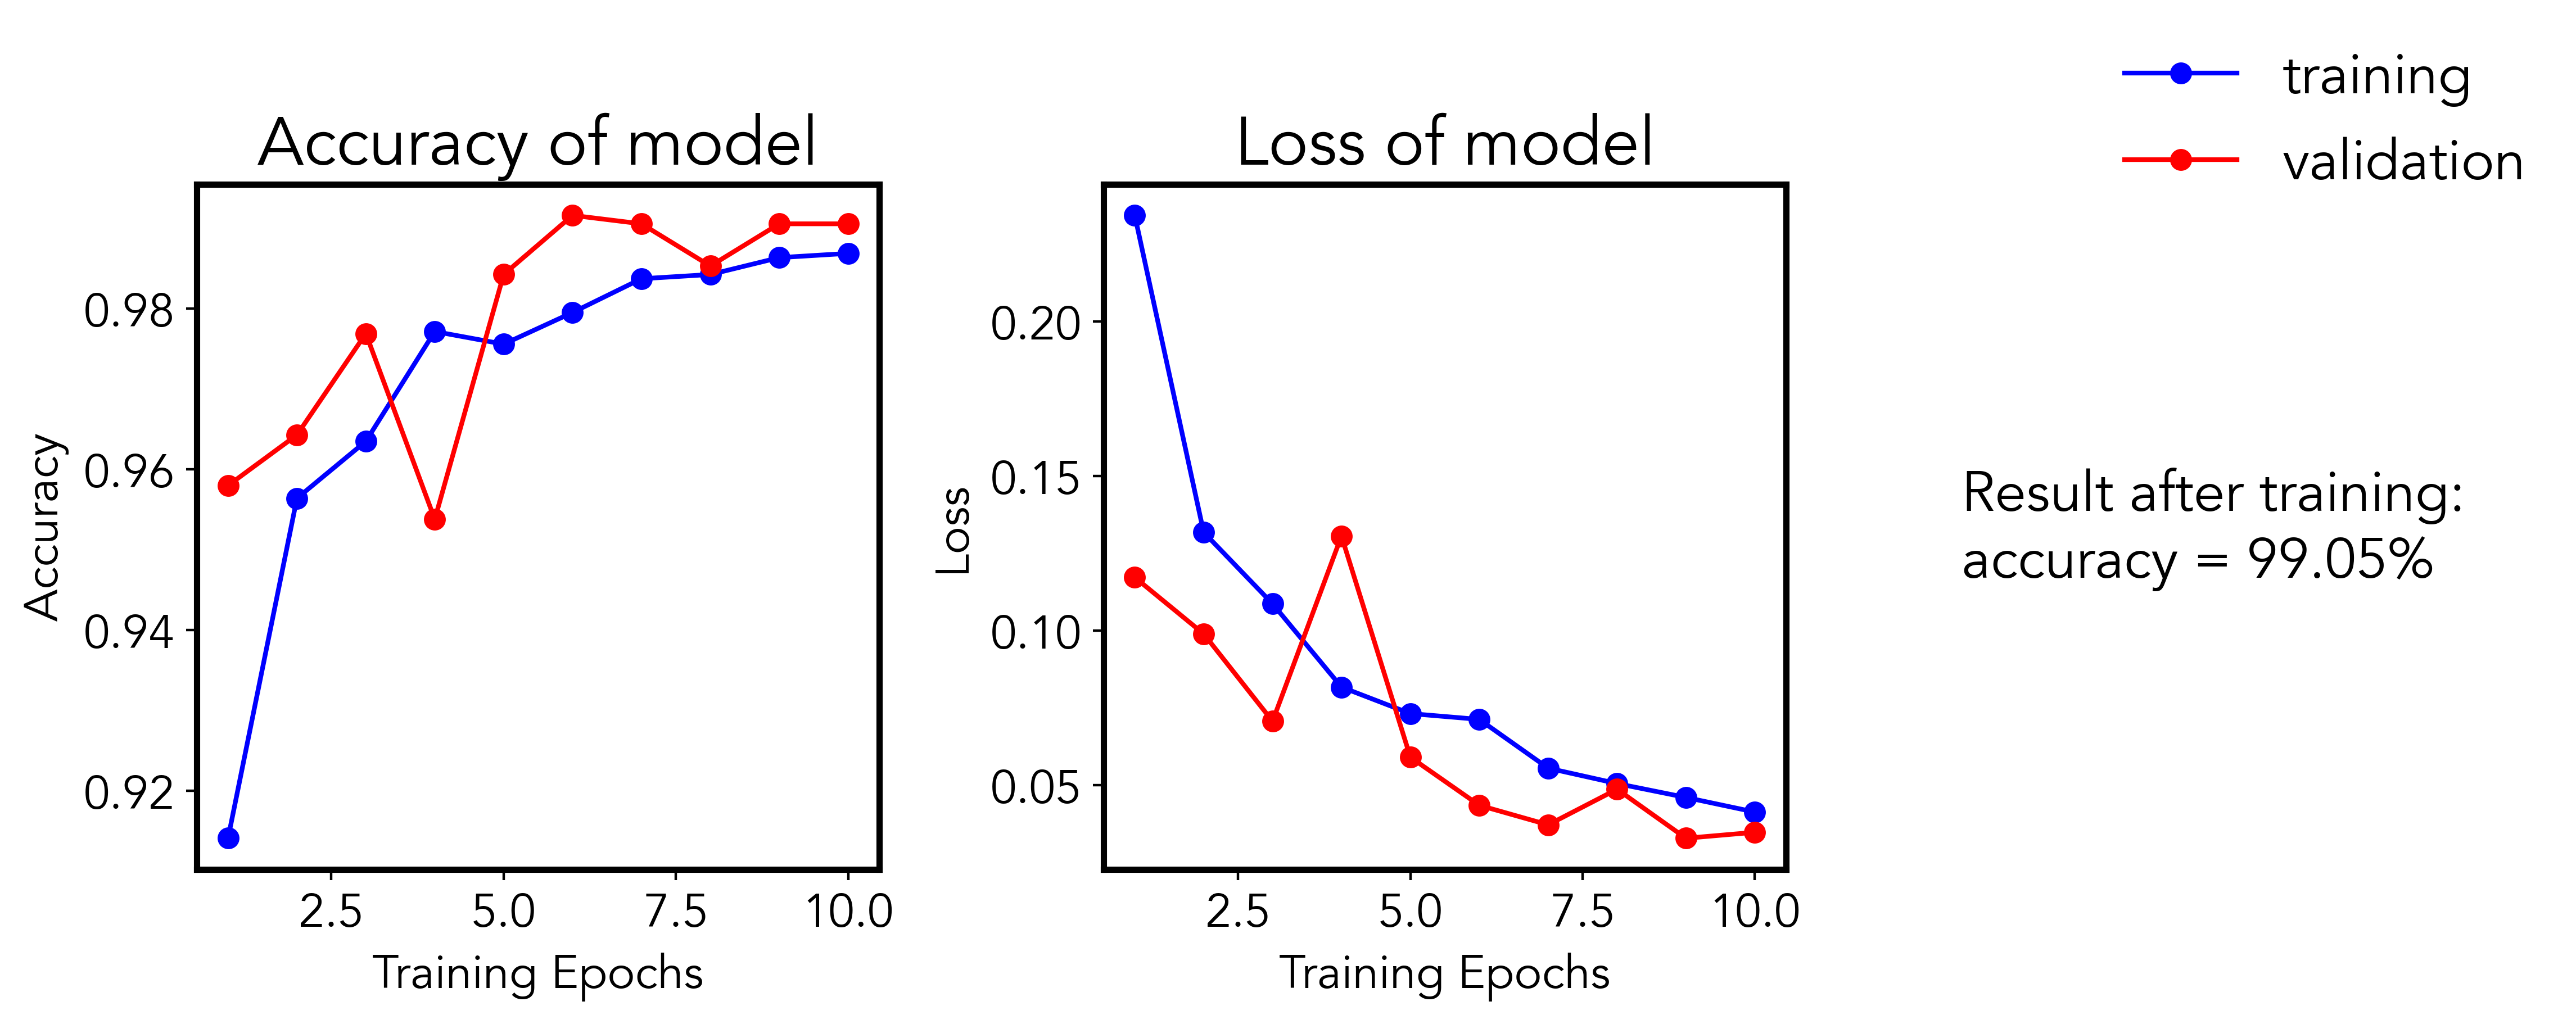 training
validation
Accuracy of model
Loss of model
Accuracy
0.98
0.96
0.94
0.92
2.5 5.0 7.5 10.0
Training Epochs
Loss
0.20
0.15
0.10
0.05
2.5 5.0 7.5 10.0
Training Epochs
Result after training:
accuracy = 99.05%